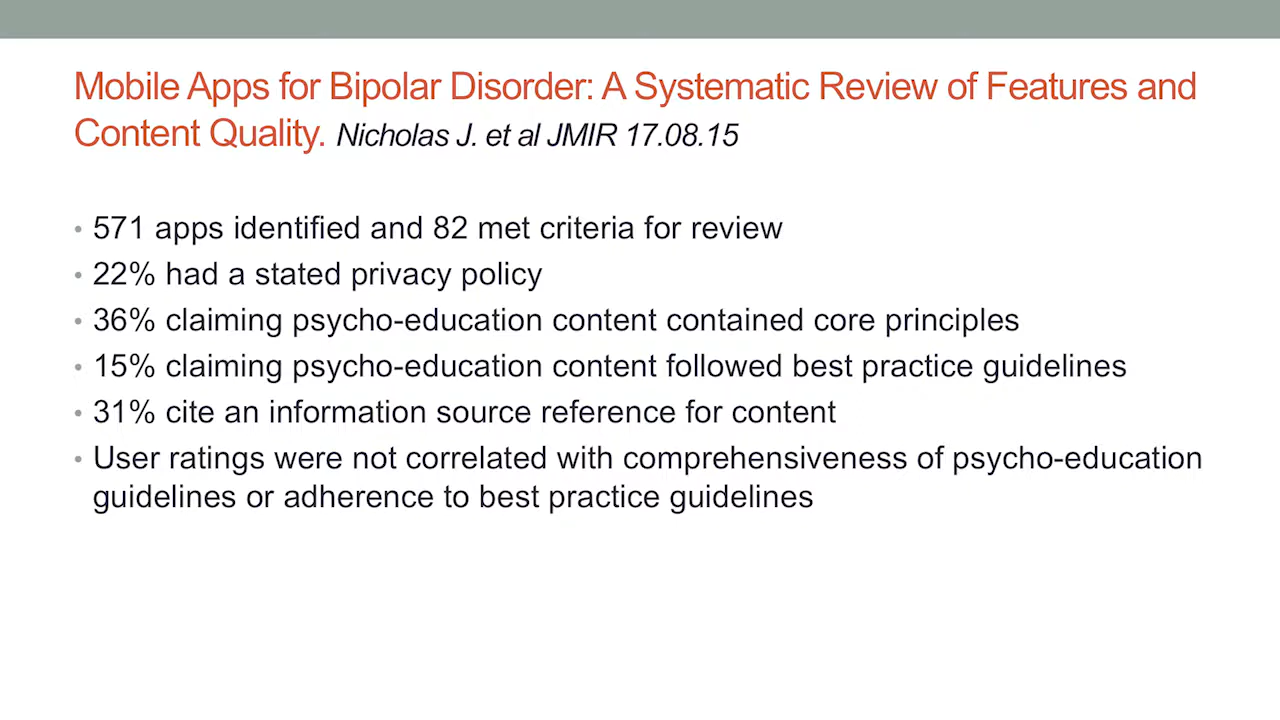 Mobile Apps for Bipolar Disorder: A Systematic Review of Features and
Content Quality. Nicholas J. et al JMIR 17.08.15
• 571 apps identified and 82 met criteria for review
• 22% had a stated privacy policy
• 36% claiming psycho-education content contained core principles
• 15% claiming psycho-education content followed best practice guidelines
• 31% cite an information source reference for content
• User ratings were not correlated with comprehensiveness of psycho-education
guidelines or adherence to best practice guidelines